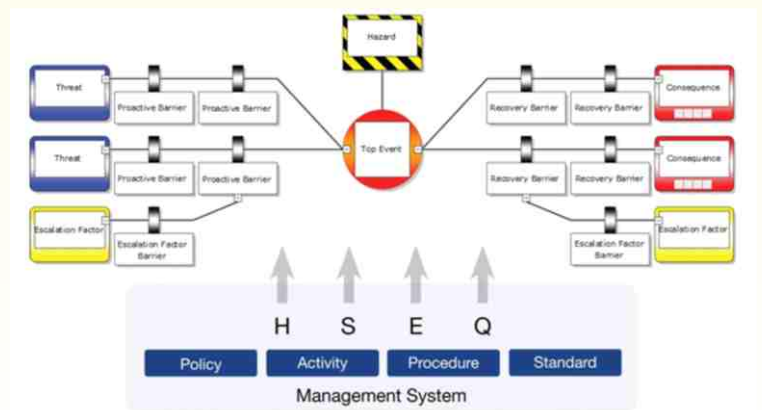 Hazard
Threat
Proactive Barrier
Proactive Barrier
Recovery Barrier
Recovery Barrier
Consequence
Top Event
Threat
Proactive Barrier
Proactive Barrier
Recovery Barrier
Recovery Barrier
Consequence
Escalation Factor
Escalation Factor
Barrier
Escalation Factor
Barrier
Escalation Factor
H S E Q
Policy Activity Procedure Standard
Management System